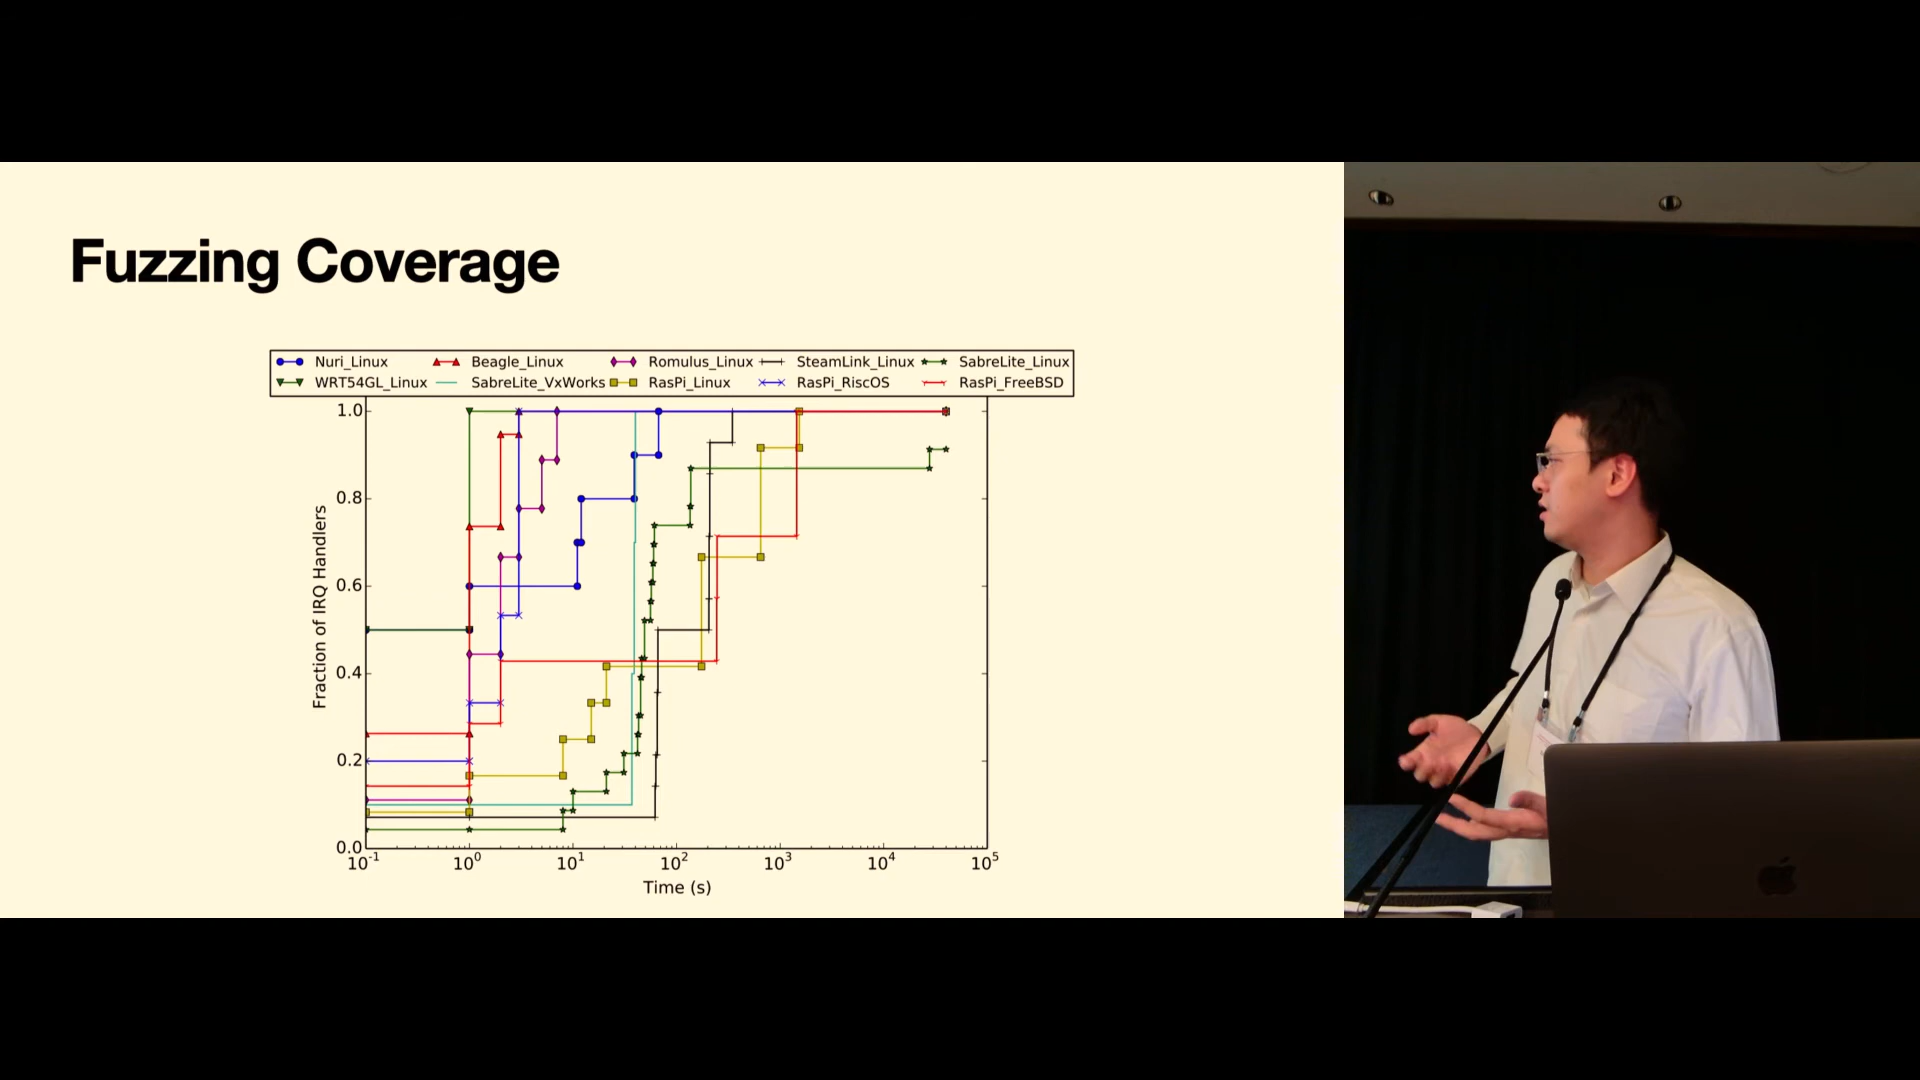 Fuzzing Coverage
Nuri_Linux Beagle_Linux Romulus_Linux SteamLink_Linux SabreLite_Linux
WRT54GL_Linux SabreLite_VxWorks RasPi_Linux RasPi_RiscOS RasPi_FreeBSD
1.0
0.8
0.6
0.4
0.2
0.0
Fraction of IRQ Handlers
10⁻¹ 10⁰ 10¹ 10² 10³ 10⁴ 10⁵
Time (s)